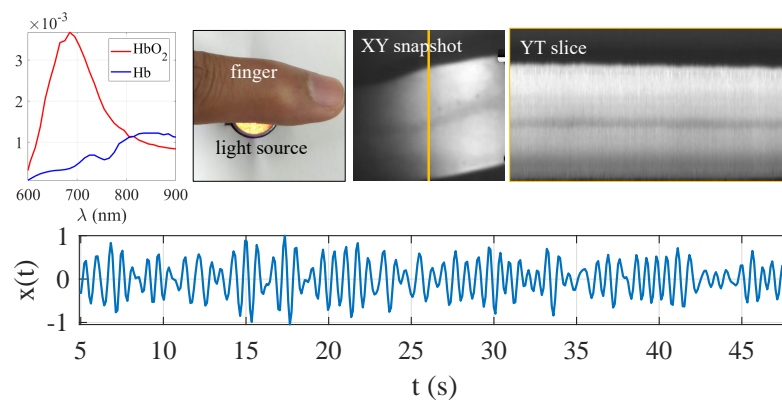 ×10⁻³
3
2
1
600
700
800
900
λ (nm)
HbO₂
Hb
finger
light source
XY snapshot
YT slice
1
0
-1
x(t)
5
10
15
20
25
30
35
40
45
t (s)